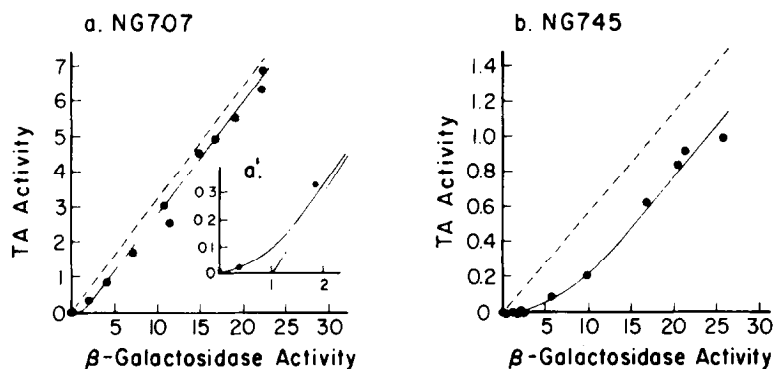 a. NG707
7
6
5
4
3
2
1
0
TA Activity
a'.
0.3
0.2
0.1
0
1
2
5 10 15 20 25 30
β-Galactosidase Activity
b. NG745
1.4
1.2
1.0
0.8
0.6
0.4
0.2
0
TA Activity
0 5 10 15 20 25 30
β-Galactosidase Activity